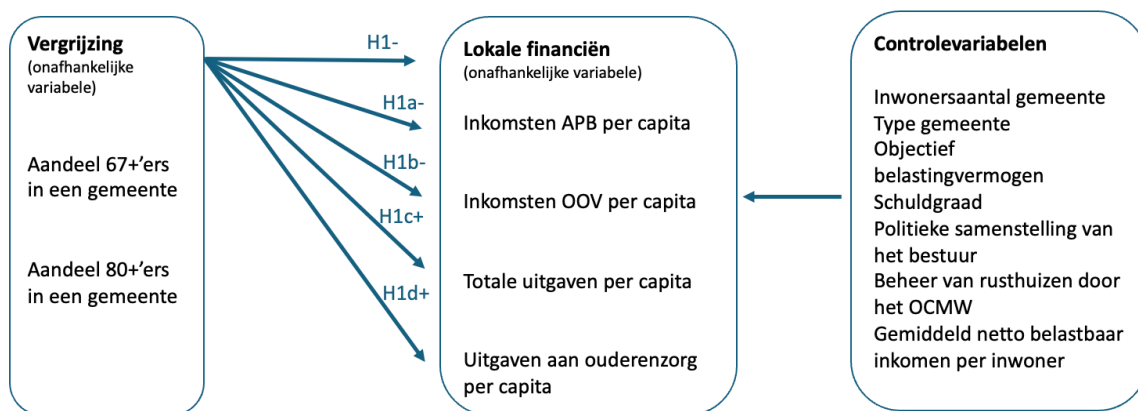 Vergrijzing
(onafhankelijke
variabele)
Aandeel 67+'ers
in een gemeente
Aandeel 80+'ers
in een gemeente
H1-
H1a-
H1b-
H1c+
H1d+
Lokale financiën
(onafhankelijke variabele)
Inkomsten APB per capita
Inkomsten OOV per capita
Totale uitgaven per capita
Uitgaven aan ouderenzorg
per capita
Controlevariabelen
Inwonersaantal gemeente
Type gemeente
Objectief
belastingvermogen
Schuldgraad
Politieke samenstelling van
het bestuur
Beheer van rusthuizen door
het OCMW
Gemiddeld netto belastbaar
inkomen per inwoner